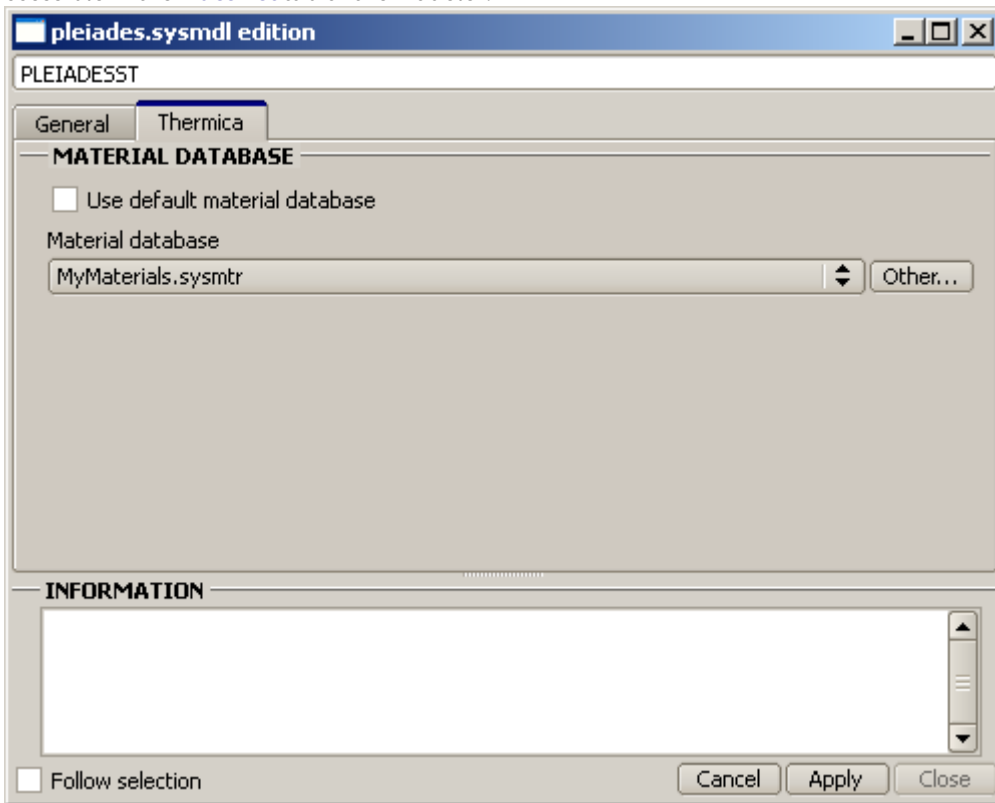 pleiades.sysmdl edition
PLEIADESST
General Thermica
MATERIAL DATABASE
Use default material database
Material database
MyMaterials.sysmtr Other...
INFORMATION
Follow selection Cancel Apply Close